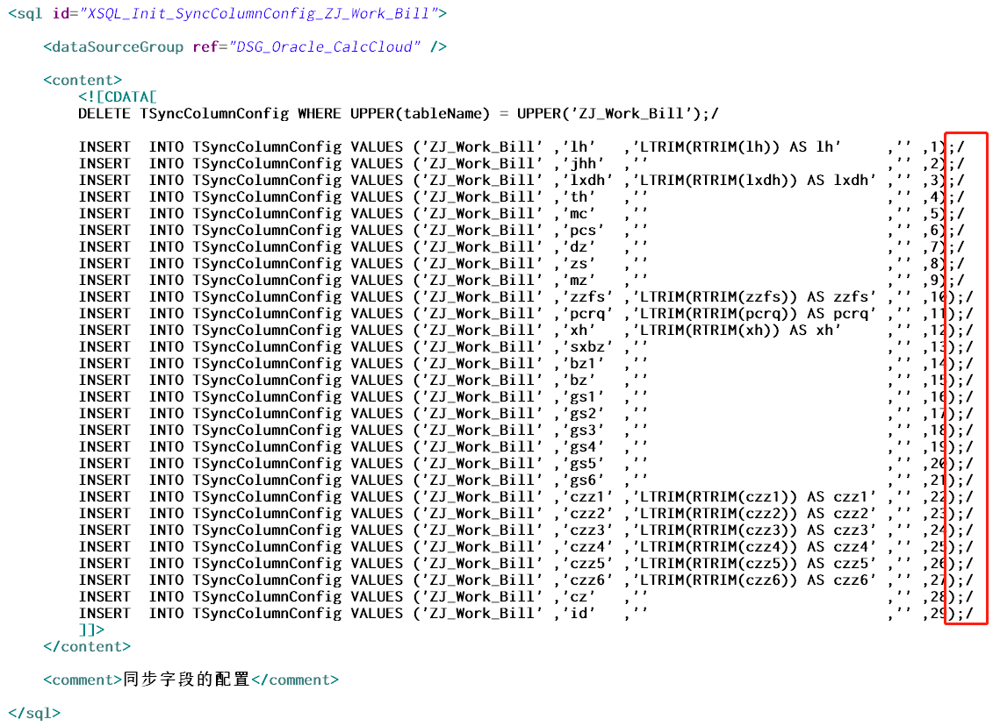 <sql id="XSQL_Init_SyncColumnConfig_ZJ_Work_Bill">
<dataSourceGroup ref="DSG_Oracle_CalcCloud" />
<content>
<![CDATA[
DELETE TSyncColumnConfig WHERE UPPER(tableName) = UPPER('ZJ_Work_Bill');/
INSERT  INTO TSyncColumnConfig VALUES ('ZJ_Work_Bill' ,'lh'   ,'LTRIM(RTRIM(lh)) AS lh'     ,'' ,1);/
INSERT  INTO TSyncColumnConfig VALUES ('ZJ_Work_Bill' ,'jhh'  ,''                           ,'' ,2);/
INSERT  INTO TSyncColumnConfig VALUES ('ZJ_Work_Bill' ,'lxdh' ,'LTRIM(RTRIM(lxdh)) AS lxdh' ,'' ,3);/
INSERT  INTO TSyncColumnConfig VALUES ('ZJ_Work_Bill' ,'th'   ,''                           ,'' ,4);/
INSERT  INTO TSyncColumnConfig VALUES ('ZJ_Work_Bill' ,'mc'   ,''                           ,'' ,5);/
INSERT  INTO TSyncColumnConfig VALUES ('ZJ_Work_Bill' ,'pcs'  ,''                           ,'' ,6);/
INSERT  INTO TSyncColumnConfig VALUES ('ZJ_Work_Bill' ,'dz'   ,''                           ,'' ,7);/
INSERT  INTO TSyncColumnConfig VALUES ('ZJ_Work_Bill' ,'zs'   ,''                           ,'' ,8);/
INSERT  INTO TSyncColumnConfig VALUES ('ZJ_Work_Bill' ,'mz'   ,''                           ,'' ,9);/
INSERT  INTO TSyncColumnConfig VALUES ('ZJ_Work_Bill' ,'zzfs' ,'LTRIM(RTRIM(zzfs)) AS zzfs' ,'' ,10);/
INSERT  INTO TSyncColumnConfig VALUES ('ZJ_Work_Bill' ,'pcrq' ,'LTRIM(RTRIM(pcrq)) AS pcrq' ,'' ,11);/
INSERT  INTO TSyncColumnConfig VALUES ('ZJ_Work_Bill' ,'xh'   ,'LTRIM(RTRIM(xh)) AS xh'     ,'' ,12);/
INSERT  INTO TSyncColumnConfig VALUES ('ZJ_Work_Bill' ,'sxbz' ,''                           ,'' ,13);/
INSERT  INTO TSyncColumnConfig VALUES ('ZJ_Work_Bill' ,'bz1'  ,''                           ,'' ,14);/
INSERT  INTO TSyncColumnConfig VALUES ('ZJ_Work_Bill' ,'bz'   ,''                           ,'' ,15);/
INSERT  INTO TSyncColumnConfig VALUES ('ZJ_Work_Bill' ,'gs1'  ,''                           ,'' ,16);/
INSERT  INTO TSyncColumnConfig VALUES ('ZJ_Work_Bill' ,'gs2'  ,''                           ,'' ,17);/
INSERT  INTO TSyncColumnConfig VALUES ('ZJ_Work_Bill' ,'gs3'  ,''                           ,'' ,18);/
INSERT  INTO TSyncColumnConfig VALUES ('ZJ_Work_Bill' ,'gs4'  ,''                           ,'' ,19);/
INSERT  INTO TSyncColumnConfig VALUES ('ZJ_Work_Bill' ,'gs5'  ,''                           ,'' ,20);/
INSERT  INTO TSyncColumnConfig VALUES ('ZJ_Work_Bill' ,'gs6'  ,''                           ,'' ,21);/
INSERT  INTO TSyncColumnConfig VALUES ('ZJ_Work_Bill' ,'czz1' ,'LTRIM(RTRIM(czz1)) AS czz1' ,'' ,22);/
INSERT  INTO TSyncColumnConfig VALUES ('ZJ_Work_Bill' ,'czz2' ,'LTRIM(RTRIM(czz2)) AS czz2' ,'' ,23);/
INSERT  INTO TSyncColumnConfig VALUES ('ZJ_Work_Bill' ,'czz3' ,'LTRIM(RTRIM(czz3)) AS czz3' ,'' ,24);/
INSERT  INTO TSyncColumnConfig VALUES ('ZJ_Work_Bill' ,'czz4' ,'LTRIM(RTRIM(czz4)) AS czz4' ,'' ,25);/
INSERT  INTO TSyncColumnConfig VALUES ('ZJ_Work_Bill' ,'czz5' ,'LTRIM(RTRIM(czz5)) AS czz5' ,'' ,26);/
INSERT  INTO TSyncColumnConfig VALUES ('ZJ_Work_Bill' ,'czz6' ,'LTRIM(RTRIM(czz6)) AS czz6' ,'' ,27);/
INSERT  INTO TSyncColumnConfig VALUES ('ZJ_Work_Bill' ,'cz'   ,''                           ,'' ,28);/
INSERT  INTO TSyncColumnConfig VALUES ('ZJ_Work_Bill' ,'id'   ,''                           ,'' ,29);/
]]>
</content>
<comment>同步字段的配置</comment>
</sql>